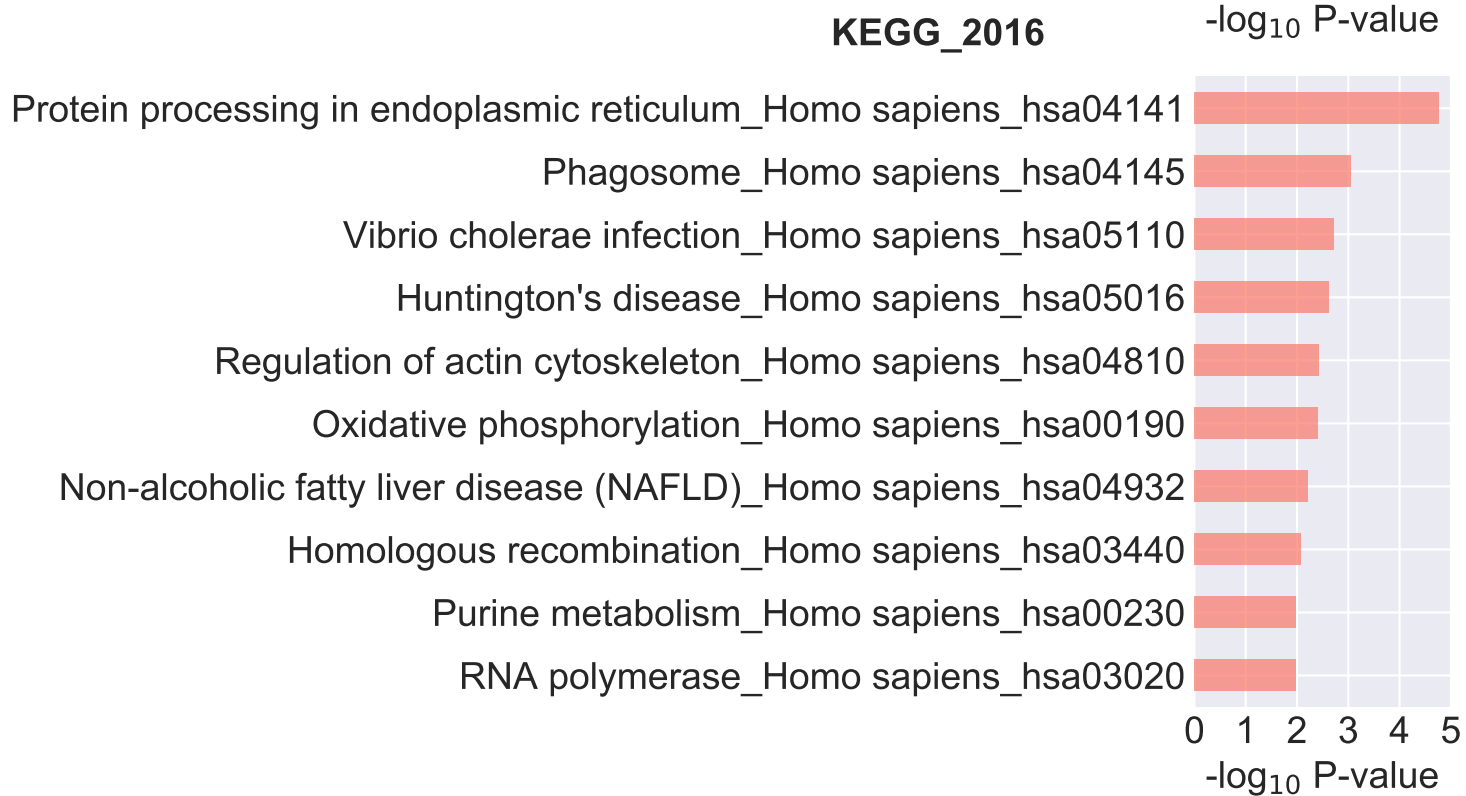 KEGG_2016
-log10 P-value
Protein processing in endoplasmic reticulum_Homo sapiens_hsa04141
Phagosome_Homo sapiens_hsa04145
Vibrio cholerae infection_Homo sapiens_hsa05110
Huntington's disease_Homo sapiens_hsa05016
Regulation of actin cytoskeleton_Homo sapiens_hsa04810
Oxidative phosphorylation_Homo sapiens_hsa00190
Non-alcoholic fatty liver disease (NAFLD)_Homo sapiens_hsa04932
Homologous recombination_Homo sapiens_hsa03440
Purine metabolism_Homo sapiens_hsa00230
RNA polymerase_Homo sapiens_hsa03020
0 1 2 3 4 5
-log10 P-value